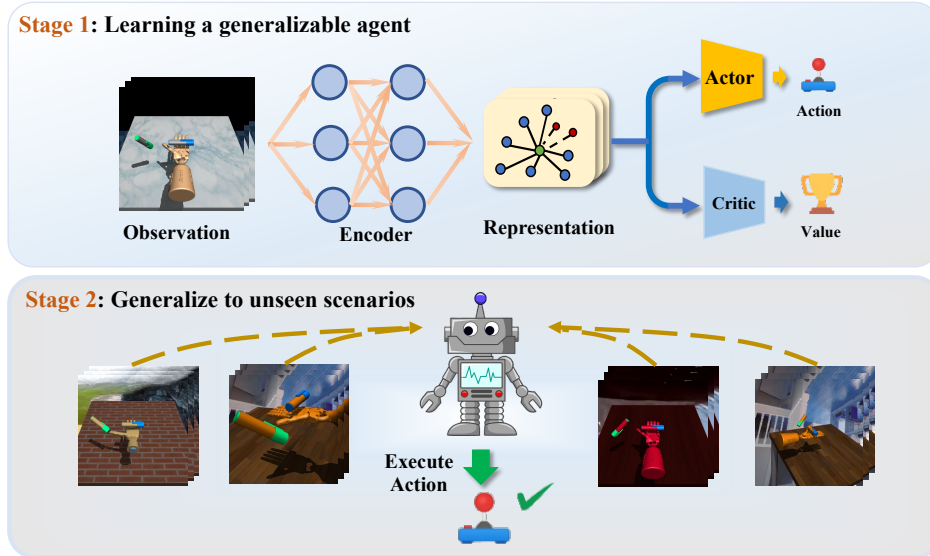 Stage 1: Learning a generalizable agent
Observation
Encoder
Representation
Actor
Action
Critic
Value
Stage 2: Generalize to unseen scenarios
Execute
Action